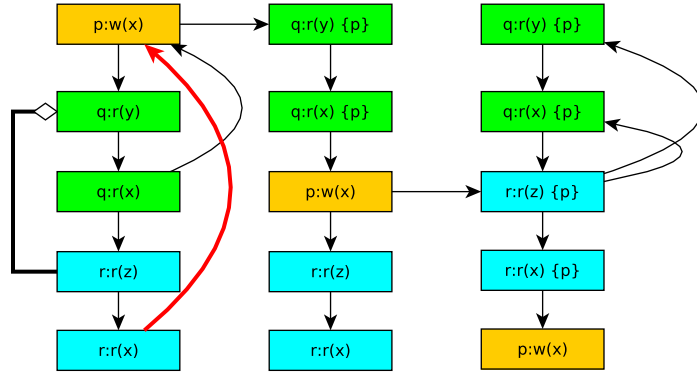 p:w(x)
q:r(y) {p}
q:r(y) {p}
q:r(y)
q:r(x) {p}
q:r(x) {p}
q:r(x)
p:w(x)
r:r(z) {p}
r:r(z)
r:r(z)
r:r(x) {p}
r:r(x)
r:r(x)
p:w(x)